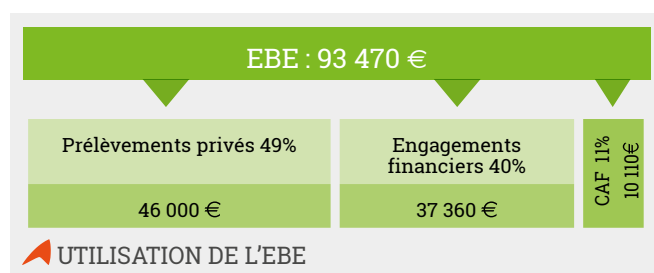 EBE : 93 470 €
Prélèvements privés 49%
46 000 €
Engagements
financiers 40%
37 360 €
CAF 11%
10 110€
UTILISATION DE L'EBE